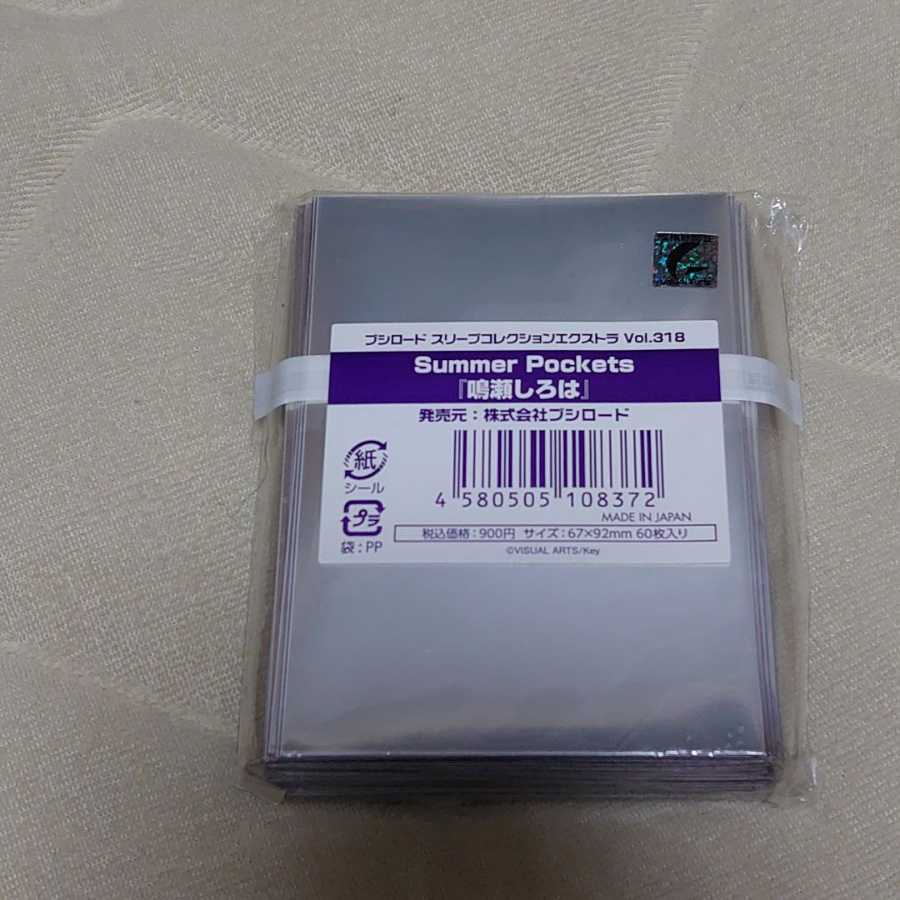 ブシロード スリーブコレクションエクストラ Vol.318
Summer Pockets
『鳴瀬しろは』
発売元：株式会社ブシロード
紙
シール
プラ
袋：PP
4 580505 108372
MADE IN JAPAN
税込価格：900円 サイズ：67×92mm 60枚入り
©VISUAL ARTS/Key